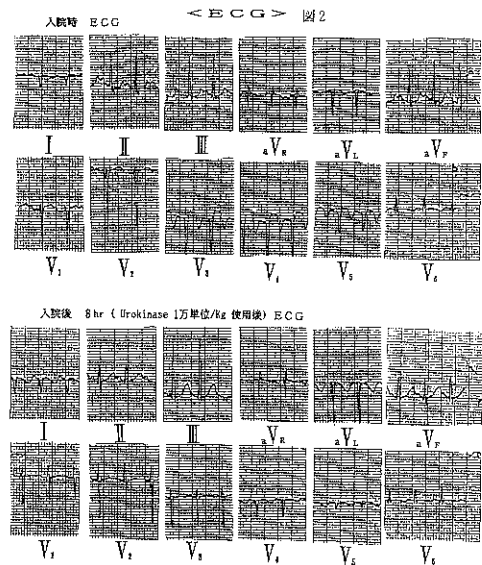 <ECG> 図2
入院時 ECG
I II III aVR aVL aVF
V1 V2 V3 V4 V5 V6
入院後 8hr ( Urokinase 1万単位/Kg 使用後) ECG
I II III aVR aVL aVF
V1 V2 V3 V4 V5 V6